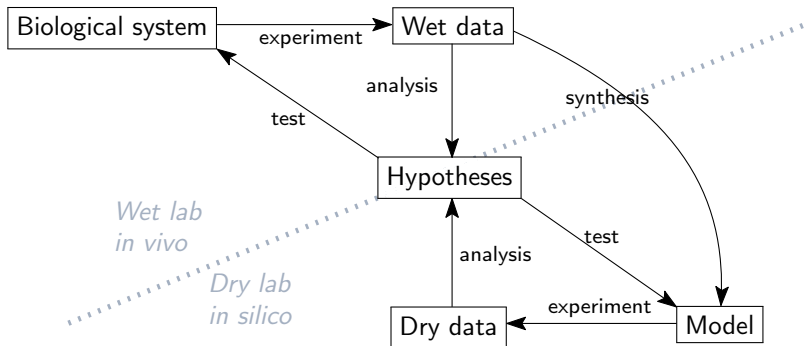 Biological system
experiment
Wet data
analysis
synthesis
test
Hypotheses
Wet lab
in vivo
test
analysis
Dry lab
in silico
experiment
Dry data
Model